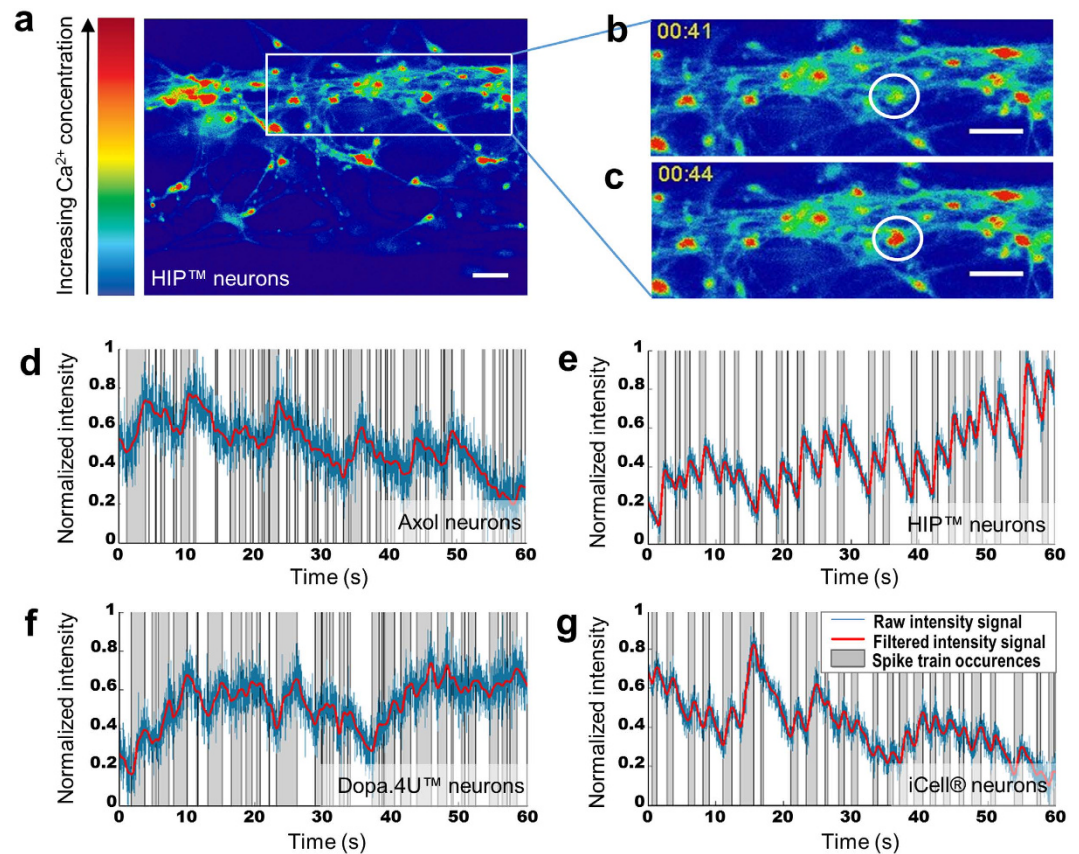 a
Increasing Ca²⁺ concentration
HIP™ neurons
b
00:41
c
00:44
d
Normalized intensity
1
0.8
0.6
0.4
0.2
0
0 10 20 30 40 50 60
Time (s)
Axol neurons
e
Normalized intensity
1
0.8
0.6
0.4
0.2
0
0 10 20 30 40 50 60
Time (s)
HIP™ neurons
f
Normalized intensity
1
0.8
0.6
0.4
0.2
0
0 10 20 30 40 50 60
Time (s)
Dopa.4U™ neurons
g
Normalized intensity
1
0.8
0.6
0.4
0.2
0
0 10 20 30 40 50 60
Time (s)
Raw intensity signal
Filtered intensity signal
Spike train occurences
iCell® neurons